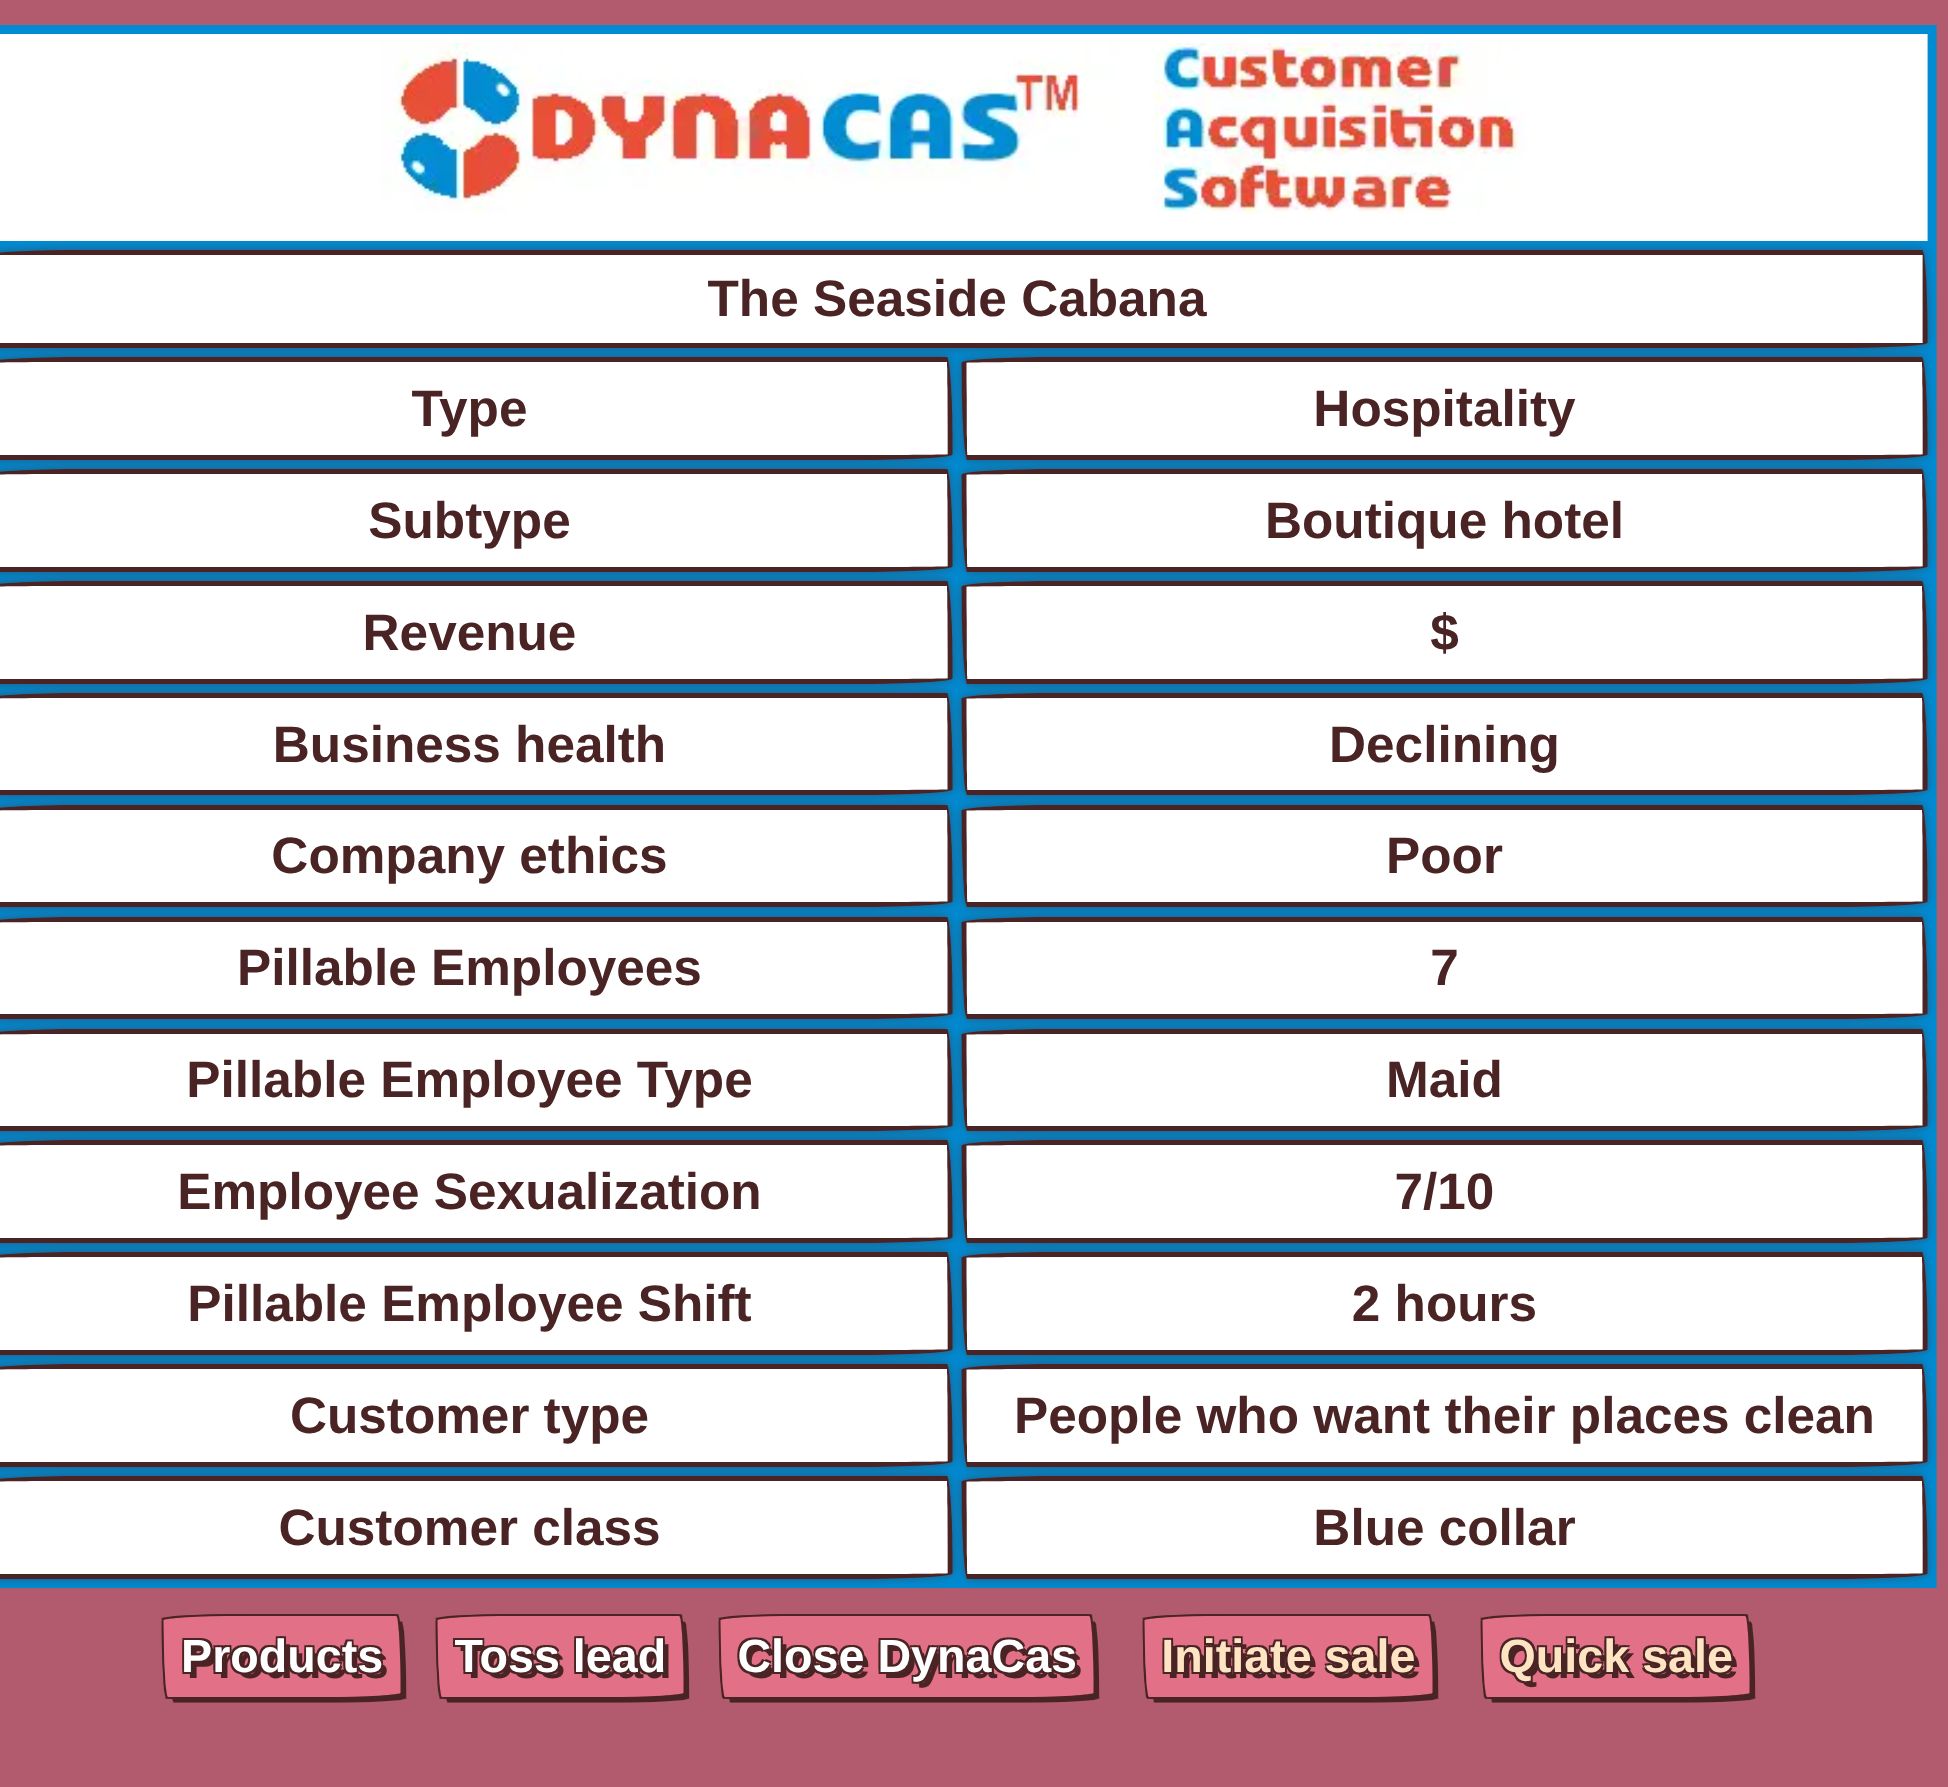 DYNACAS™
Customer
Acquisition
Software
The Seaside Cabana
Type Hospitality
Subtype Boutique hotel
Revenue $
Business health Declining
Company ethics Poor
Pillable Employees 7
Pillable Employee Type Maid
Employee Sexualization 7/10
Pillable Employee Shift 2 hours
Customer type People who want their places clean
Customer class Blue collar
Products Toss lead Close DynaCas Initiate sale Quick sale